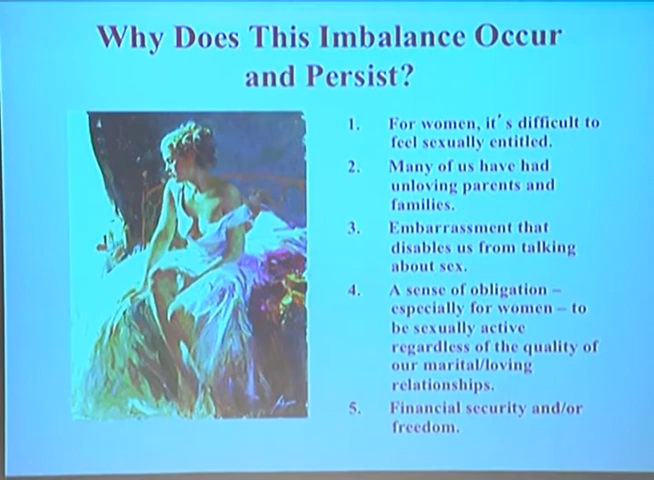 Why Does This Imbalance Occur
and Persist?
1. For women, it's difficult to
feel sexually entitled.
2. Many of us have had
unloving parents and
families.
3. Embarrassment that
disables us from talking
about sex.
4. A sense of obligation –
especially for women – to
be sexually active
regardless of the quality of
our marital/loving
relationships.
5. Financial security and/or
freedom.